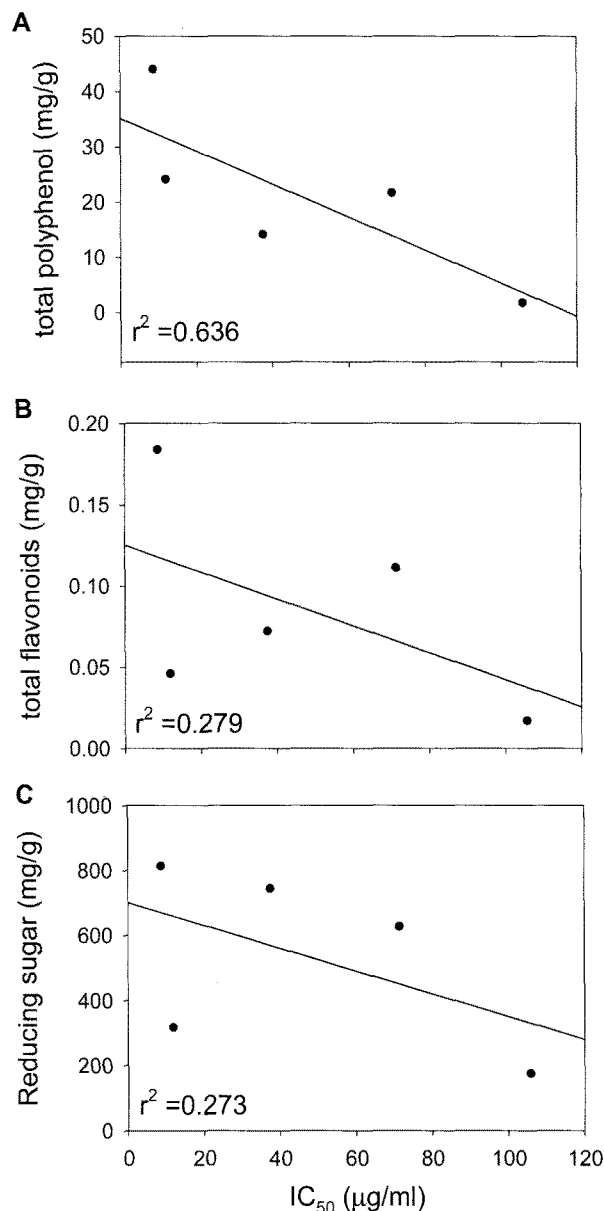 A
total polyphenol (mg/g)
50
40
30
20
10
0
r² =0.636
B
total flavonoids (mg/g)
0.20
0.15
0.10
0.05
0.00
r² =0.279
C
Reducing sugar (mg/g)
1000
800
600
400
200
0
r² =0.273
0 20 40 60 80 100 120
IC₅₀ (μg/ml)